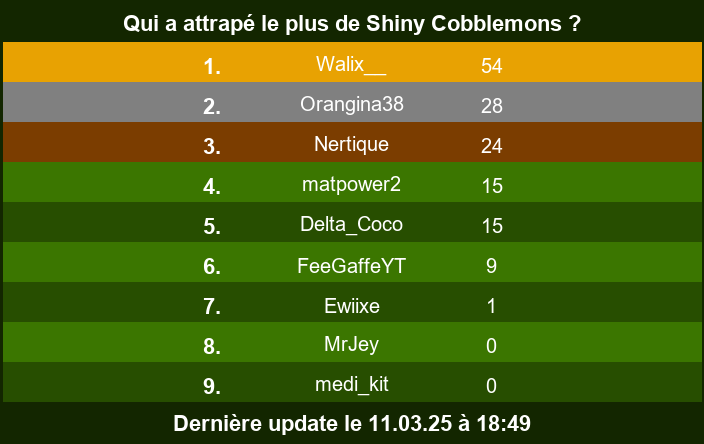 Qui a attrapé le plus de Shiny Cobblemons ?
1. Walix__ 54
2. Orangina38 28
3. Nertique 24
4. matpower2 15
5. Delta_Coco 15
6. FeeGaffeYT 9
7. Ewiixe 1
8. MrJey 0
9. medi_kit 0
Dernière update le 11.03.25 à 18:49